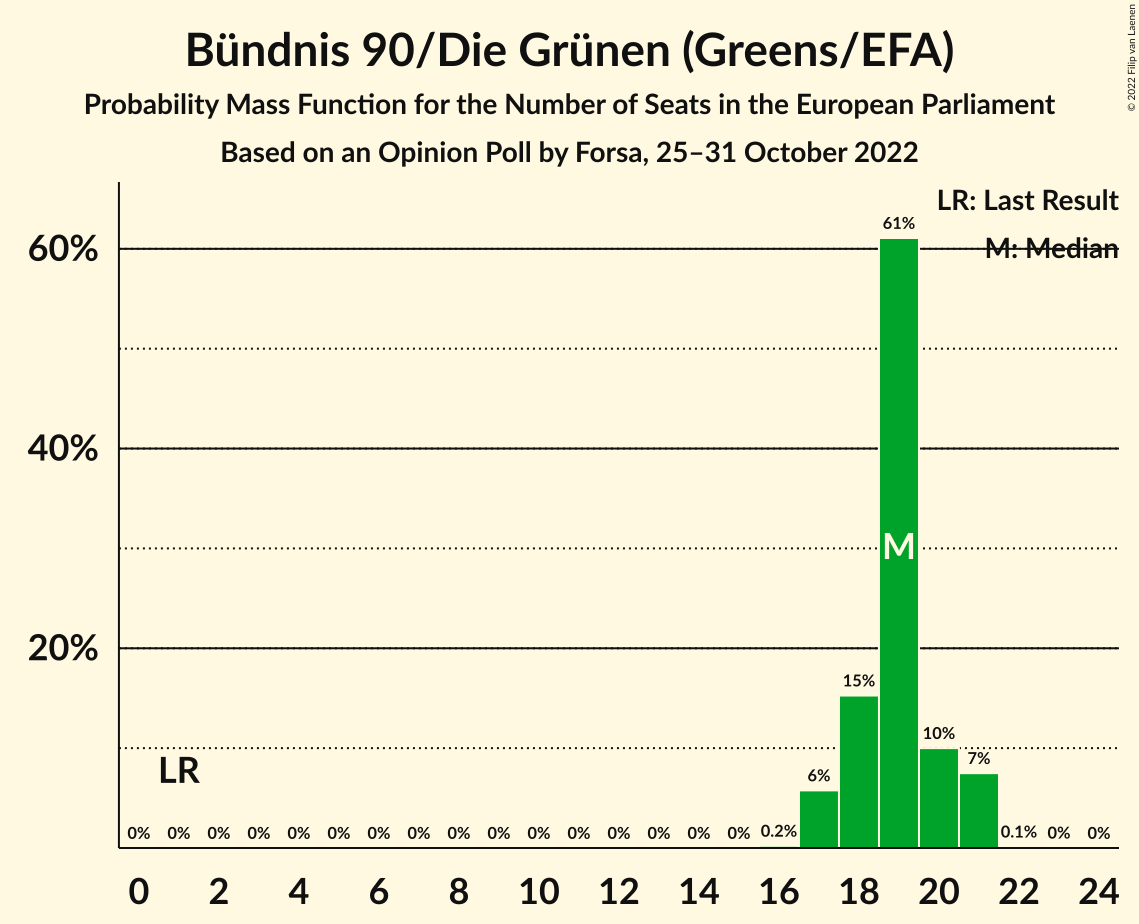 Bündnis 90/Die Grünen (Greens/EFA)
Probability Mass Function for the Number of Seats in the European Parliament
Based on an Opinion Poll by Forsa, 25–31 October 2022
© 2022 Filip van Laenen
LR: Last Result
M: Median
61%
60%
40%
M
20%
15%
10%
7%
6%
LR
0% 0% 0% 0% 0% 0% 0% 0% 0% 0% 0% 0% 0% 0% 0% 0% 0.2% 0.1% 0% 0%
0 2 4 6 8 10 12 14 16 18 20 22 24